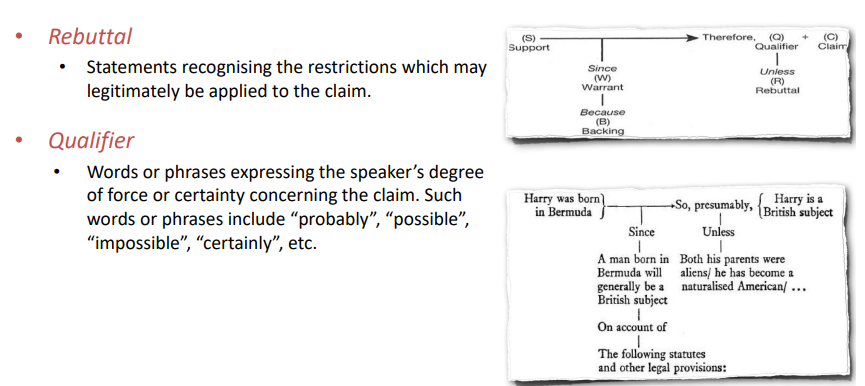 • Rebuttal
• Statements recognising the restrictions which may
legitimately be applied to the claim.
• Qualifier
• Words or phrases expressing the speaker’s degree
of force or certainty concerning the claim. Such
words or phrases include “probably”, “possible”,
“impossible”, “certainly”, etc.
(S) Therefore, (Q) + (C)
Support Qualifier Claim
Since Unless
(W) (R)
Warrant Rebuttal
Because
(B)
Backing
Harry was born So, presumably, Harry is a
in Bermuda British subject
Since Unless
A man born in Both his parents were
Bermuda will aliens/ he has become a
generally be a naturalised American/ ...
British subject
On account of
The following statutes
and other legal provisions: